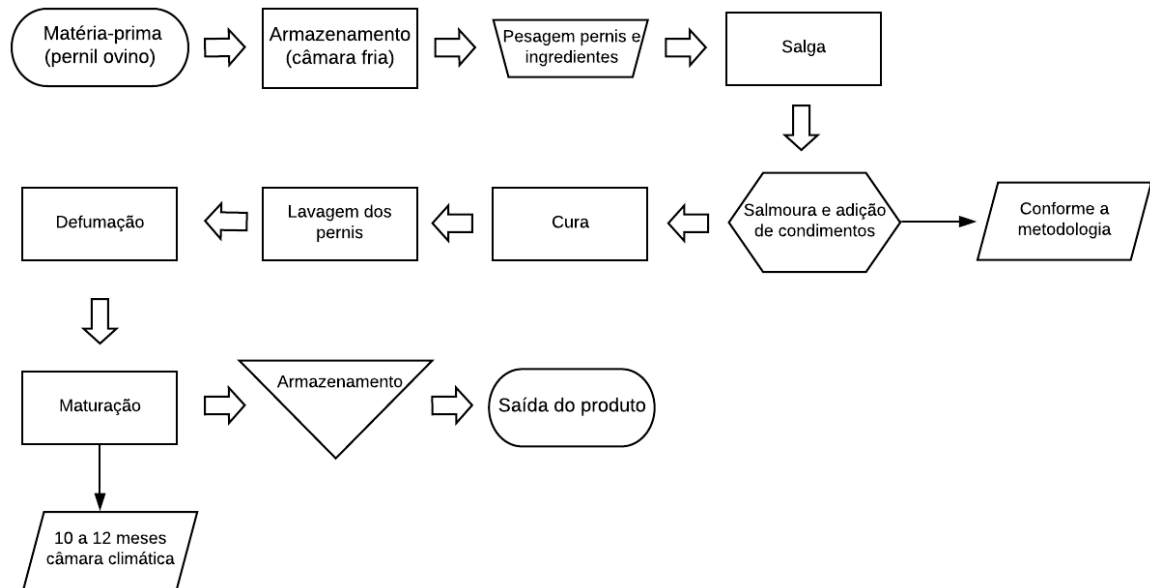 Matéria-prima
(pernil ovino)
Armazenamento
(câmara fria)
Pesagem pernis e
ingredientes
Salga
Salmoura e adição
de condimentos
Conforme a
metodologia
Cura
Lavagem dos
pernis
Defumação
Maturação
10 a 12 meses
câmara climática
Armazenamento
Saída do produto